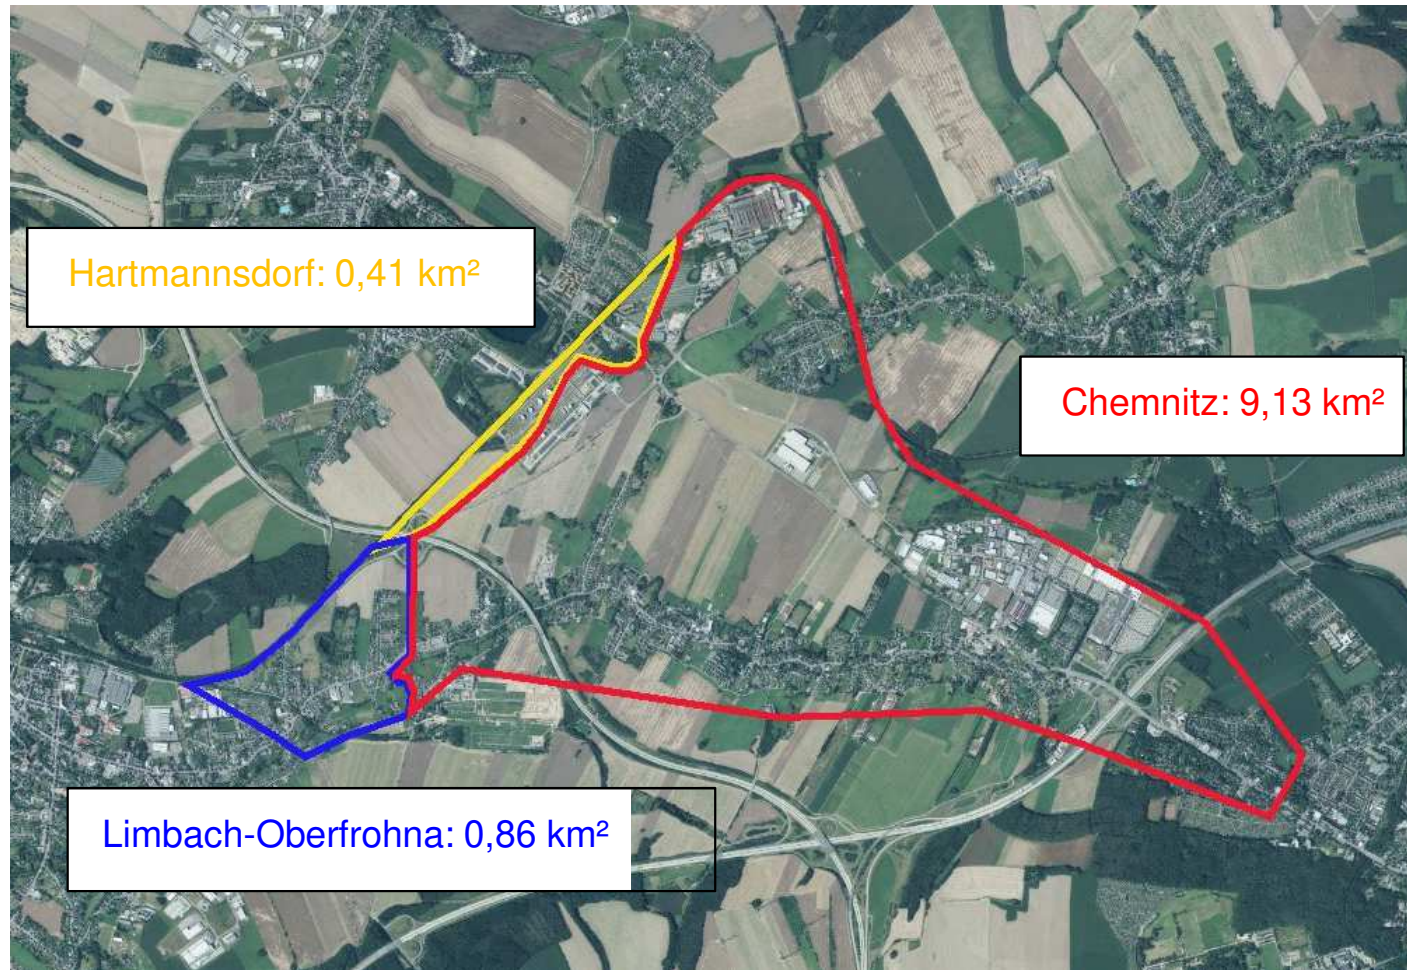 Hartmannsdorf: 0,41 km²
Chemnitz: 9,13 km²
Limbach-Oberfrohna: 0,86 km²